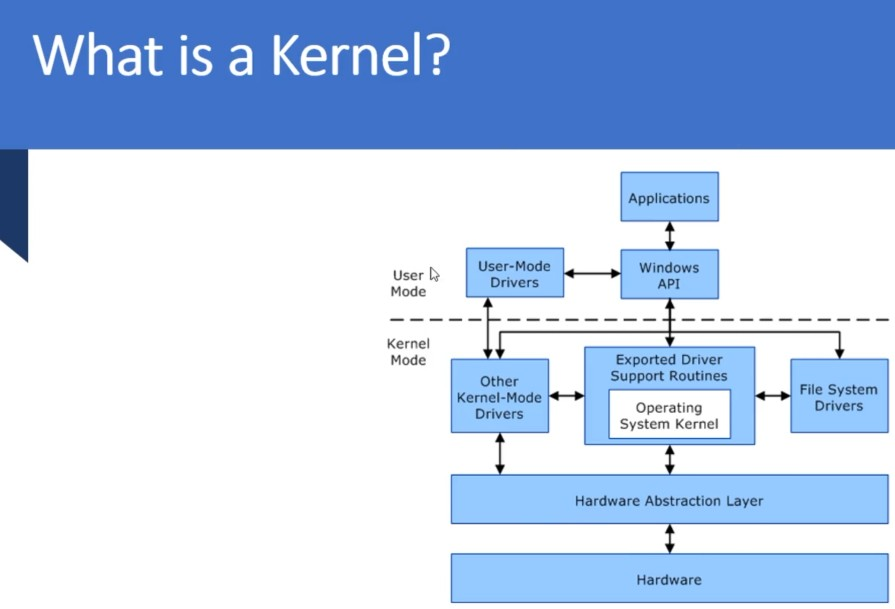 What is a Kernel?
Applications
User-Mode
Drivers
Windows
API
User
Mode
Kernel
Mode
Other
Kernel-Mode
Drivers
Exported Driver
Support Routines
Operating
System Kernel
File System
Drivers
Hardware Abstraction Layer
Hardware